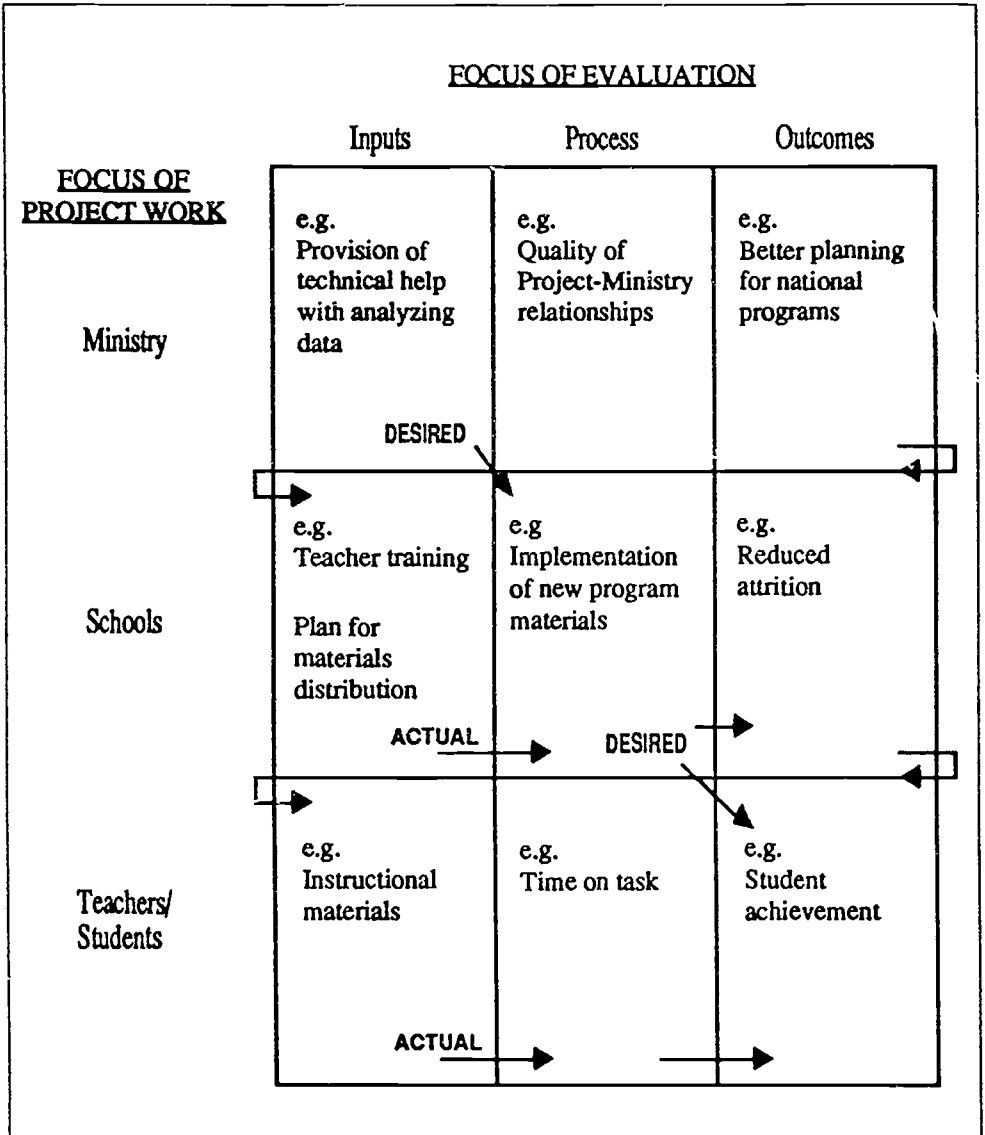 FOCUS OF EVALUATION
Inputs Process Outcomes
FOCUS OF
PROJECT WORK
Ministry
e.g.
Provision of
technical help
with analyzing
data
e.g.
Quality of
Project-Ministry
relationships
e.g.
Better planning
for national
programs
DESIRED
Schools
e.g.
Teacher training
Plan for
materials
distribution
e.g
Implementation
of new program
materials
e.g.
Reduced
attrition
ACTUAL
DESIRED
Teachers/
Students
e.g.
Instructional
materials
e.g.
Time on task
e.g.
Student
achievement
ACTUAL